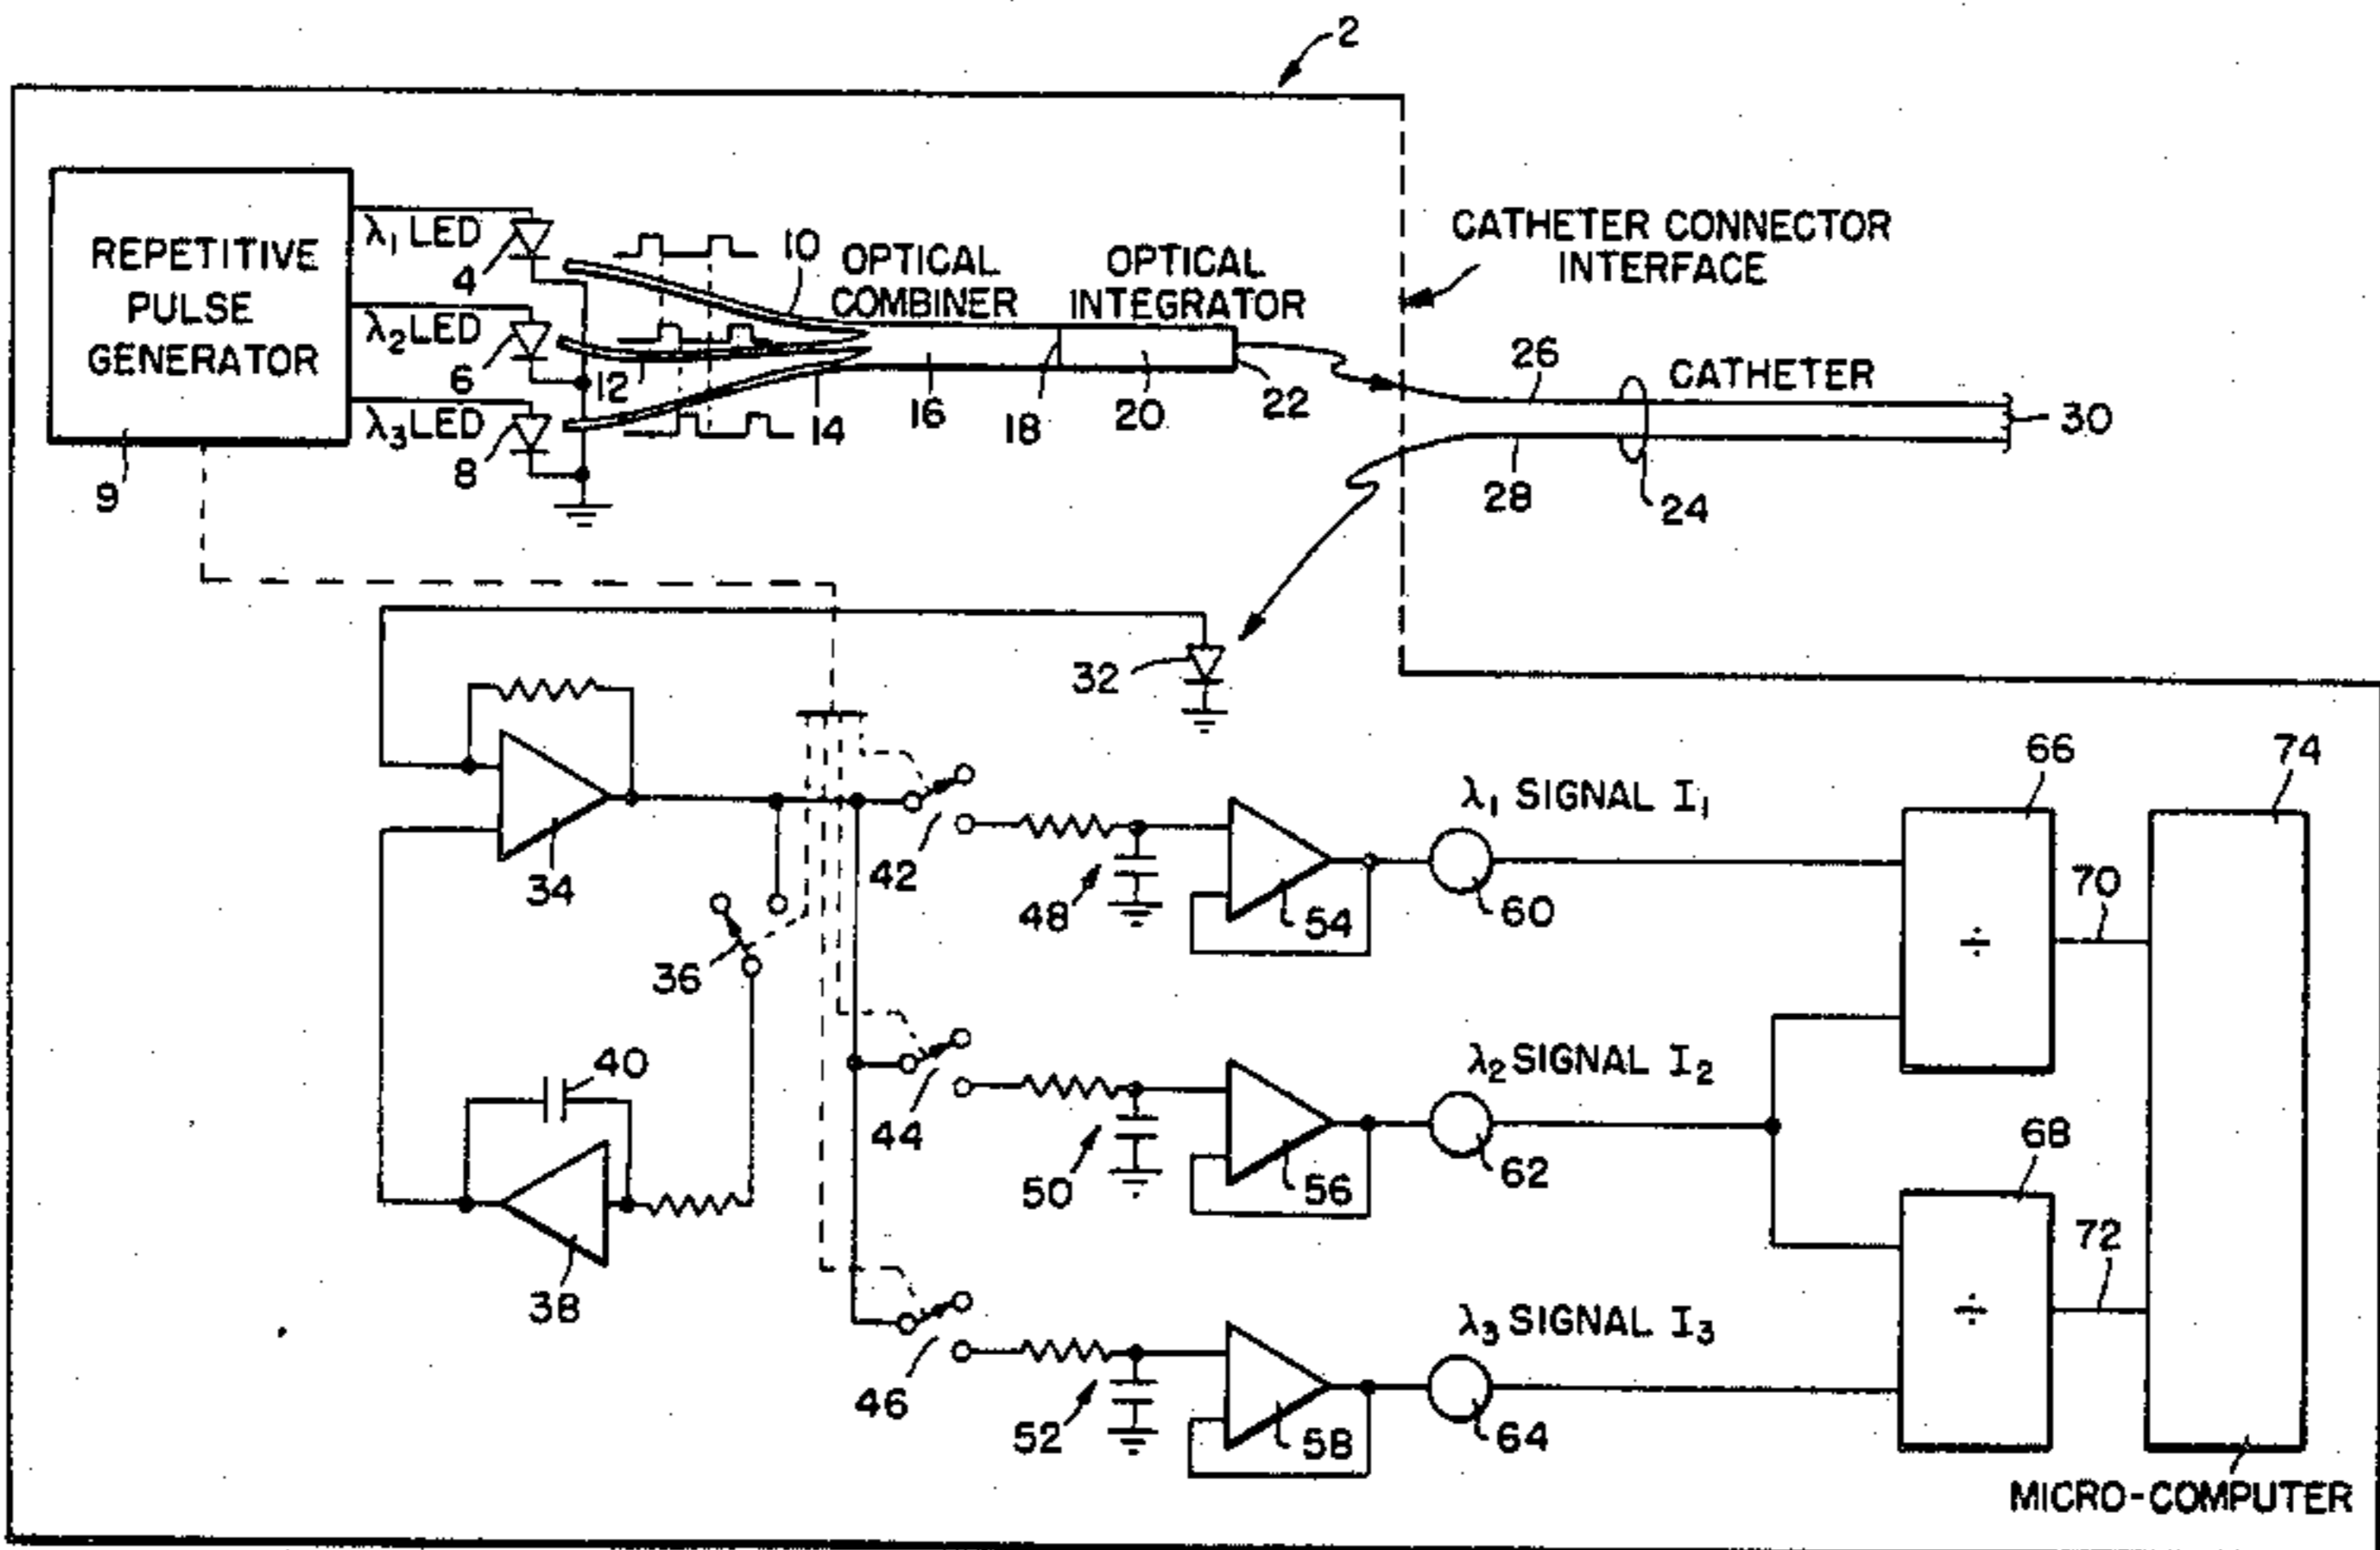 2
REPETITIVE
PULSE
GENERATOR
9
λ₁ LED
4
λ₂ LED
6
λ₃ LED
8
10
12
14
OPTICAL
COMBINER
16
18
OPTICAL
INTEGRATOR
20
22
CATHETER CONNECTOR
INTERFACE
26
CATHETER
30
28
24
32
34
36
40
38
42
48
54
λ₁ SIGNAL I₁
60
66
÷
70
74
44
50
56
λ₂ SIGNAL I₂
62
68
÷
72
46
52
58
λ₃ SIGNAL I₃
64
MICRO-COMPUTER